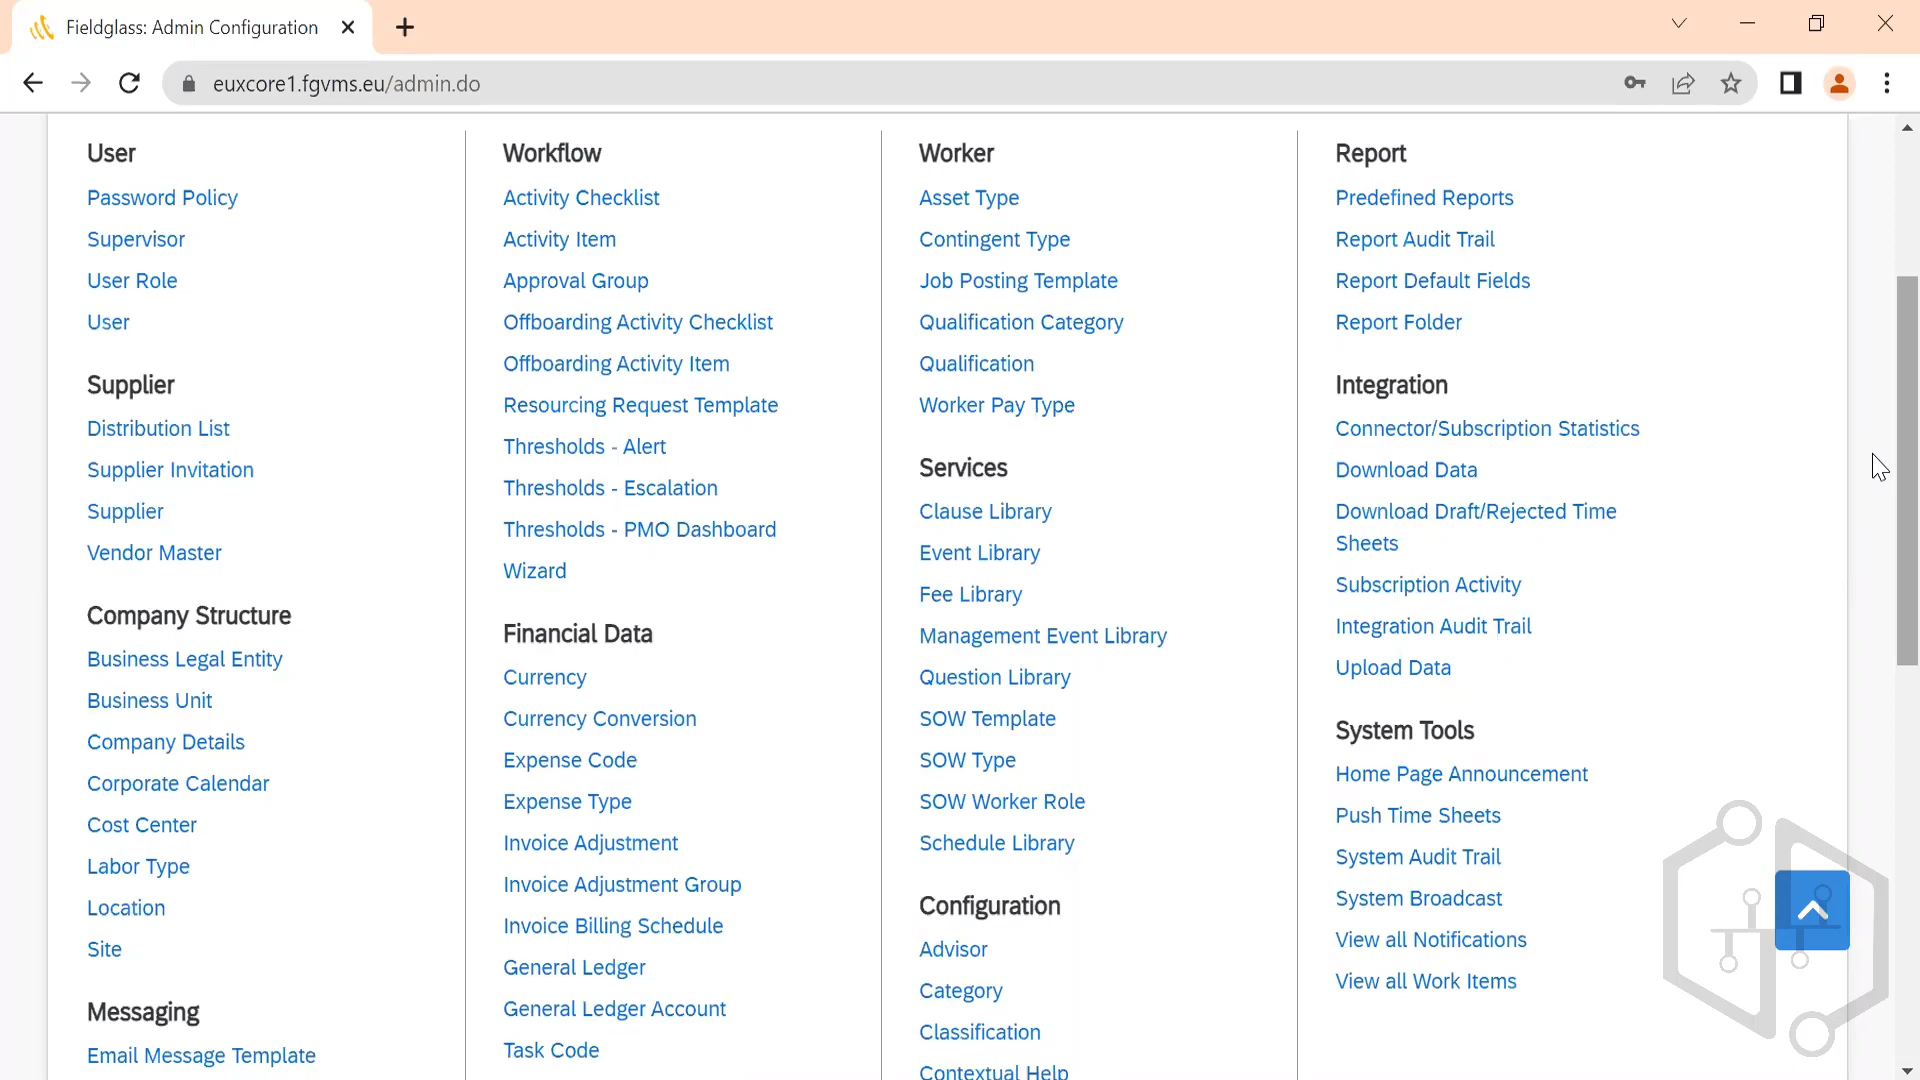 Fieldglass: Admin Configuration
euxcore1.fgvms.eu/admin.do
User
Password Policy
Supervisor
User Role
User
Supplier
Distribution List
Supplier Invitation
Supplier
Vendor Master
Company Structure
Business Legal Entity
Business Unit
Company Details
Corporate Calendar
Cost Center
Labor Type
Location
Site
Messaging
Email Message Template
Workflow
Activity Checklist
Activity Item
Approval Group
Offboarding Activity Checklist
Offboarding Activity Item
Resourcing Request Template
Thresholds - Alert
Thresholds - Escalation
Thresholds - PMO Dashboard
Wizard
Financial Data
Currency
Currency Conversion
Expense Code
Expense Type
Invoice Adjustment
Invoice Adjustment Group
Invoice Billing Schedule
General Ledger
General Ledger Account
Task Code
Worker
Asset Type
Contingent Type
Job Posting Template
Qualification Category
Qualification
Worker Pay Type
Services
Clause Library
Event Library
Fee Library
Management Event Library
Question Library
SOW Template
SOW Type
SOW Worker Role
Schedule Library
Configuration
Advisor
Category
Classification
Contextual Help
Report
Predefined Reports
Report Audit Trail
Report Default Fields
Report Folder
Integration
Connector/Subscription Statistics
Download Data
Download Draft/Rejected Time
Sheets
Subscription Activity
Integration Audit Trail
Upload Data
System Tools
Home Page Announcement
Push Time Sheets
System Audit Trail
System Broadcast
View all Notifications
View all Work Items